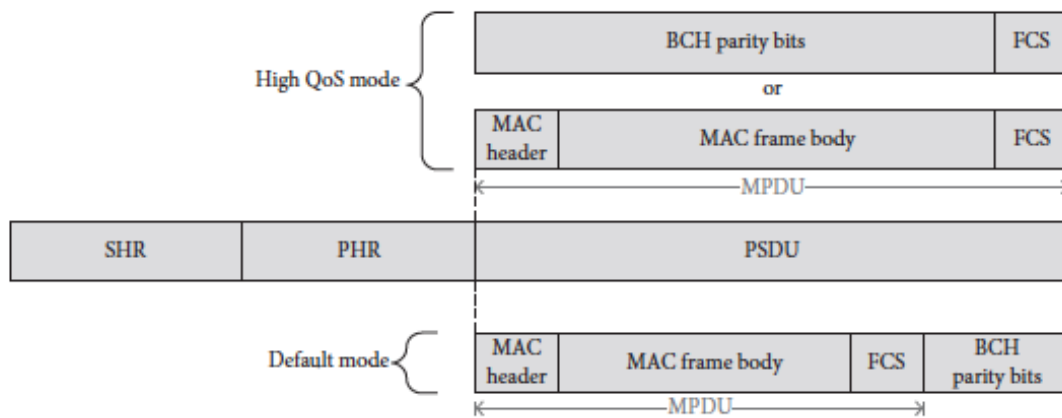 BCH parity bits FCS
High QoS mode
or
MAC header MAC frame body FCS
MPDU
SHR PHR PSDU
Default mode
MAC header MAC frame body FCS BCH parity bits
MPDU